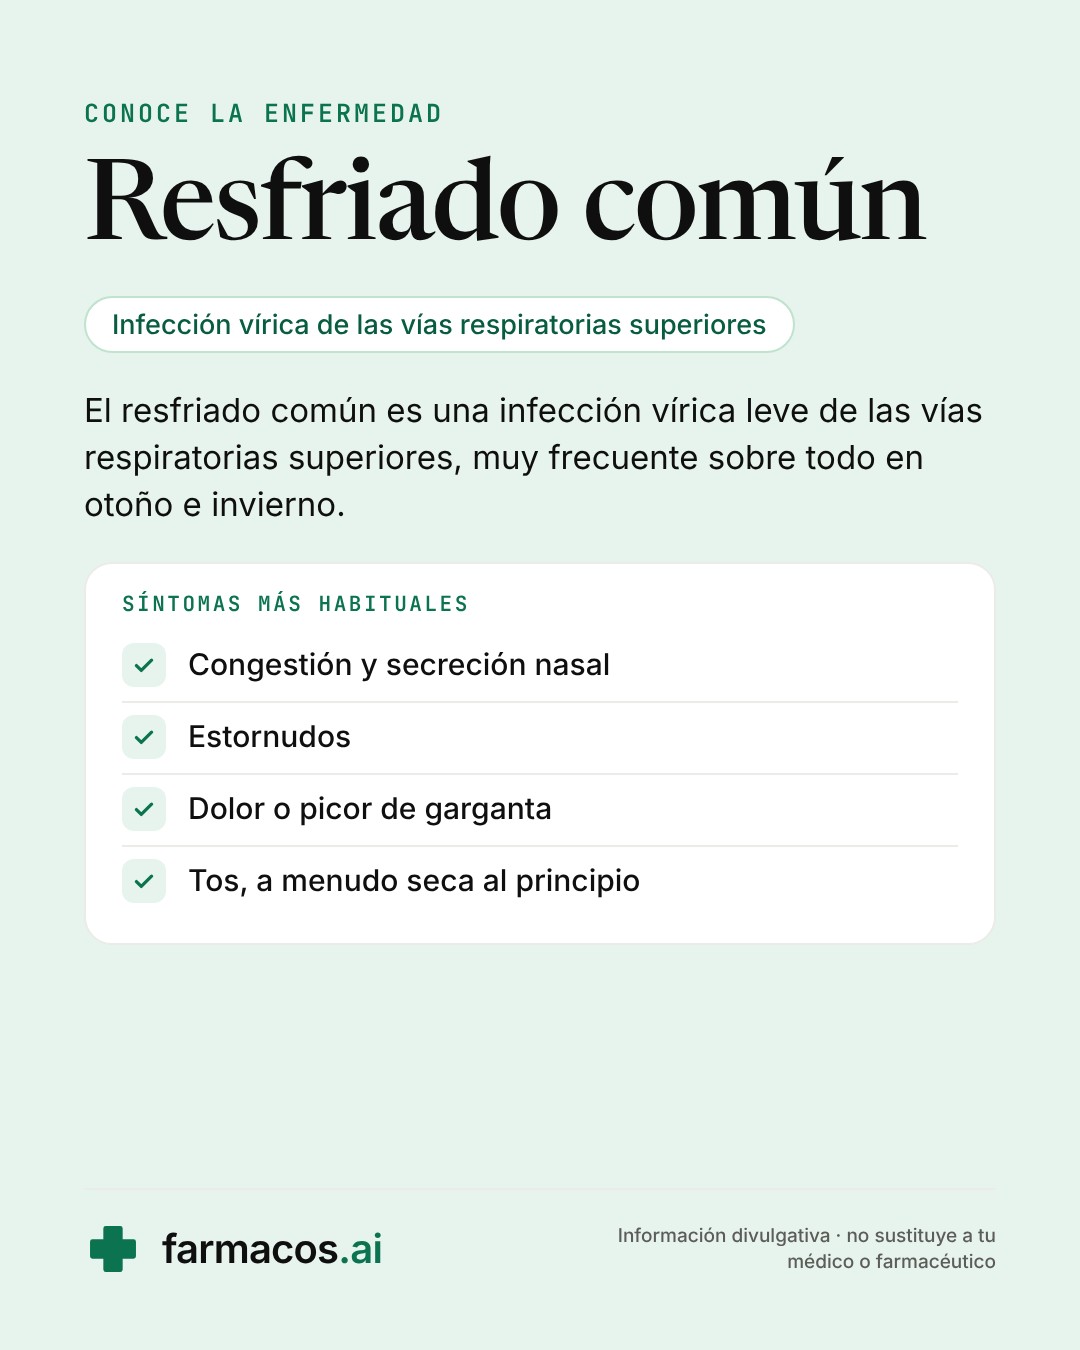 CONOCE LA ENFERMEDAD
Resfriado común
Infección vírica de las vías respiratorias superiores
El resfriado común es una infección vírica leve de las vías
respiratorias superiores, muy frecuente sobre todo en
otoño e invierno.
SÍNTOMAS MÁS HABITUALES
Congestión y secreción nasal
Estornudos
Dolor o picor de garganta
Tos, a menudo seca al principio
farmacos.ai
Información divulgativa · no sustituye a tu
médico o farmacéutico